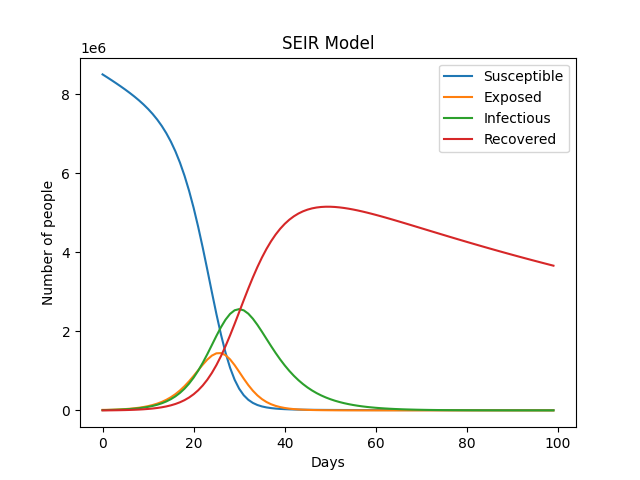 SEIR Model
1e6
Susceptible
Exposed
Infectious
Recovered
8
6
4
2
0
Number of people
0 20 40 60 80 100
Days